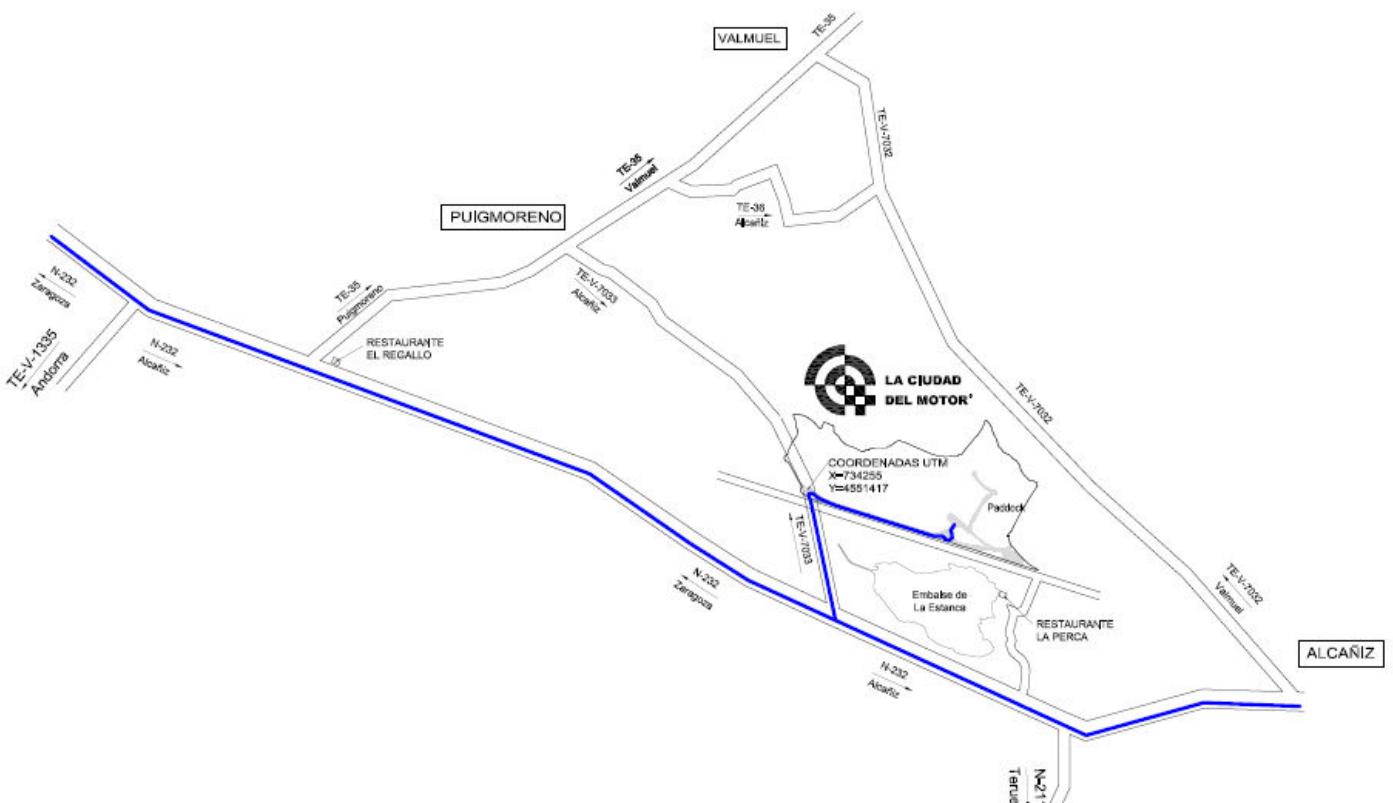 TE-35
VALMUEL
TE-V-7032
TE-35
Valmuel
TE-36
Alcañiz
PUIGMORENO
TE-V-7033
Alcañiz
N-232
Zaragoza
TE-35
Puigmoreno
TE-V-1335
Andorra
N-232
Alcañiz
RESTAURANTE
EL REGALLO
LA CIUDAD
DEL MOTOR
TE-V-7032
COORDENADAS UTM
X=734255
Y=4551417
Paddock
TE-V-7033
N-232
Zaragoza
Embalse de
La Estanca
TE-V-7032
Valmuel
RESTAURANTE
LA PERCA
ALCAÑIZ
N-232
Alcañiz